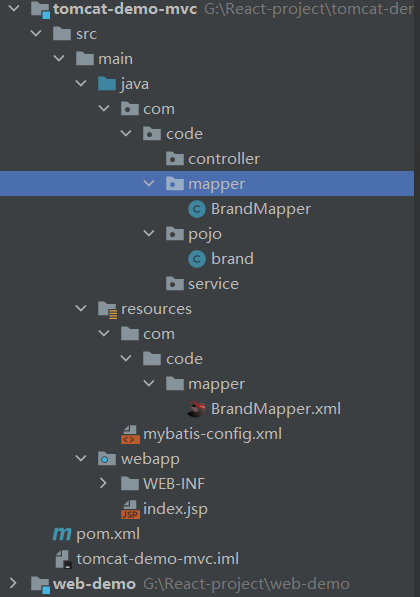 tomcat-demo-mvc G:\React-project\tomcat-der
src
main
java
com
code
controller
mapper
C BrandMapper
pojo
C brand
service
resources
com
code
mapper
BrandMapper.xml
<> mybatis-config.xml
webapp
WEB-INF
JSP index.jsp
m pom.xml
tomcat-demo-mvc.iml
web-demo G:\React-project\web-demo